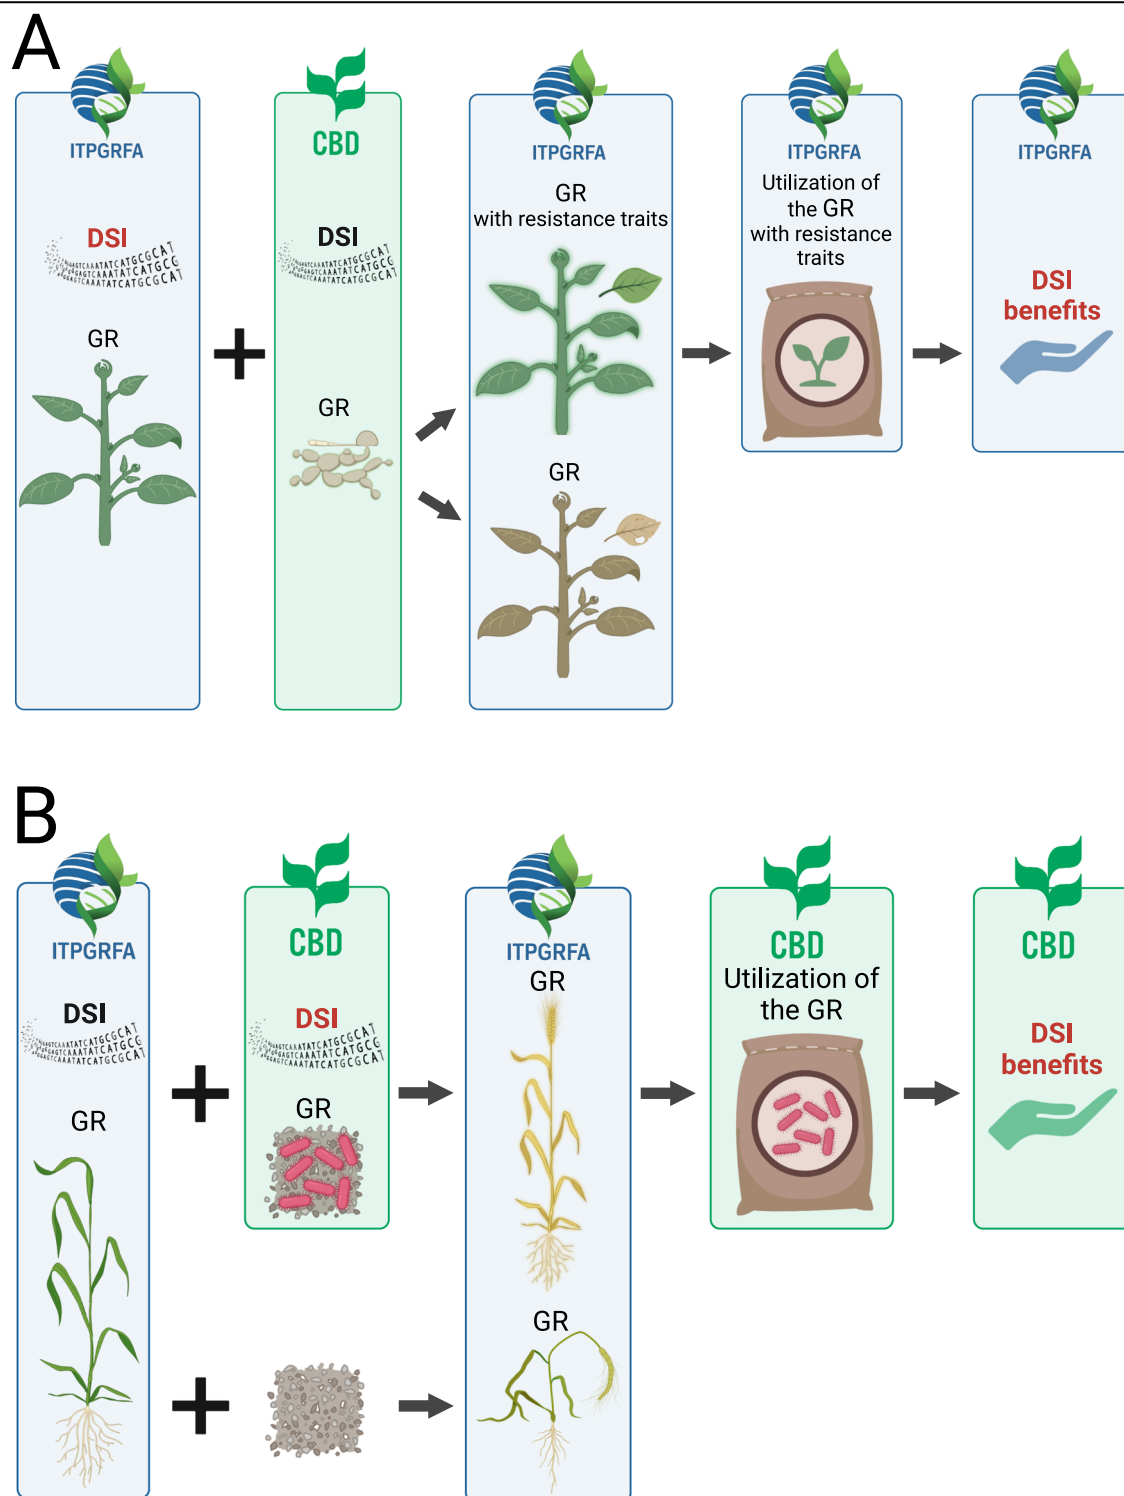 A
ITPGRFA
CBD
ITPGRFA
ITPGRFA
ITPGRFA
DSI
GR
DSI
GR
GR
with resistance traits
GR
Utilization of
the GR
with resistance
traits
DSI
benefits
B
ITPGRFA
CBD
ITPGRFA
CBD
CBD
DSI
GR
DSI
GR
GR
GR
Utilization of
the GR
DSI
benefits